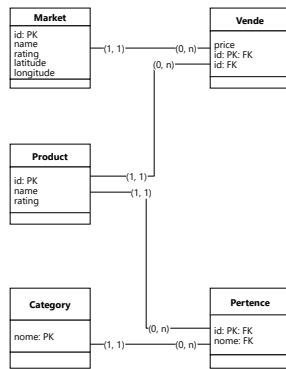 Market
id: PK
name
rating
latitude
longitude
Vende
price
id: PK: FK
id: FK
(1, 1)
(0, n)
(0, n)
Product
id: PK
name
rating
(1, 1)
(1, 1)
Category
nome: PK
Pertence
id: PK: FK
nome: FK
(0, n)
(1, 1)
(0, n)